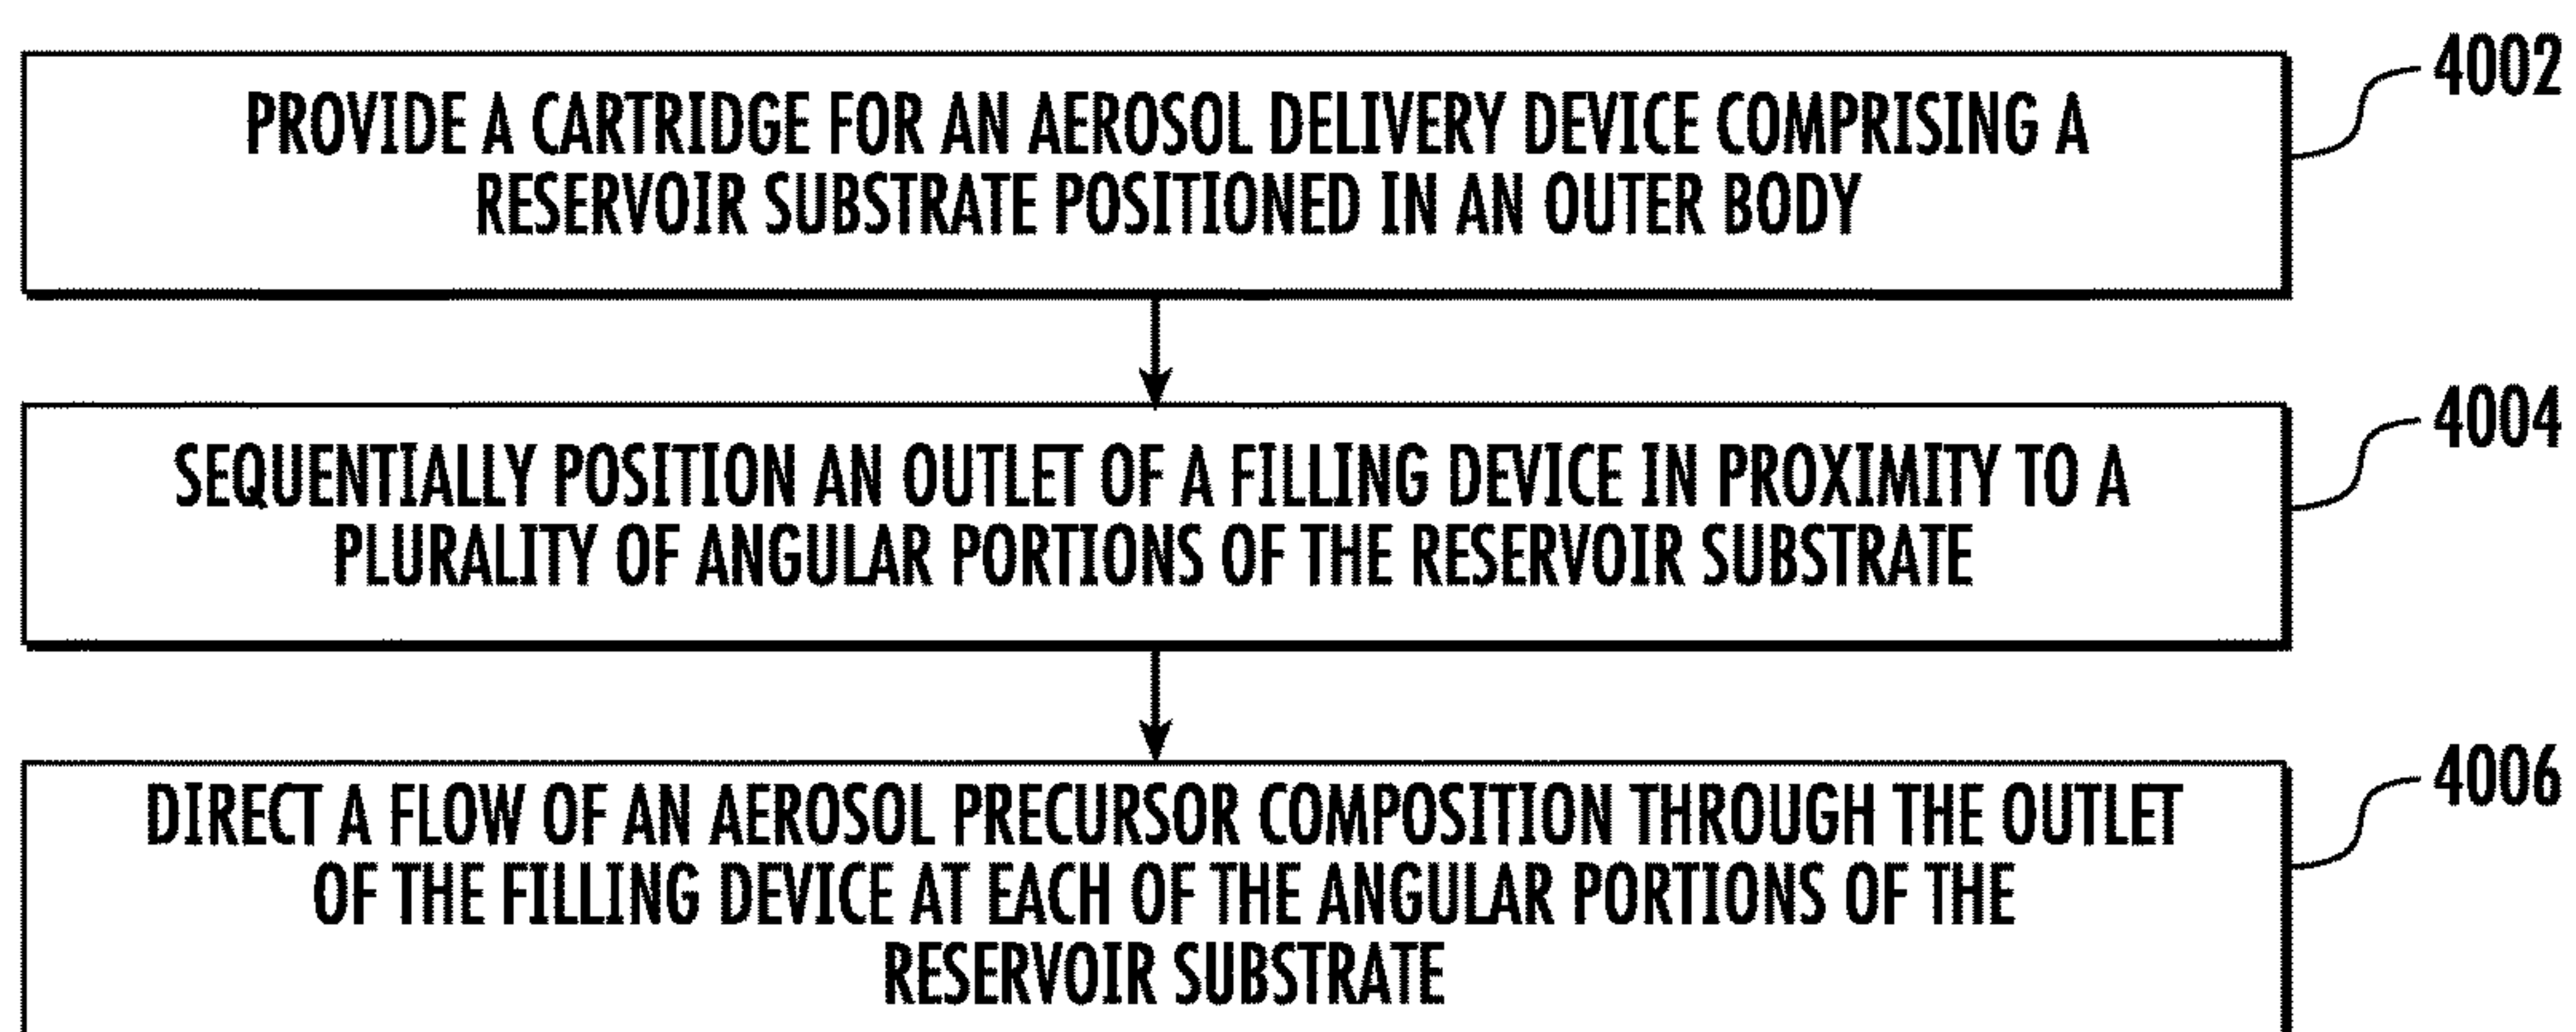 4002
PROVIDE A CARTRIDGE FOR AN AEROSOL DELIVERY DEVICE COMPRISING A
RESERVOIR SUBSTRATE POSITIONED IN AN OUTER BODY
4004
SEQUENTIALLY POSITION AN OUTLET OF A FILLING DEVICE IN PROXIMITY TO A
PLURALITY OF ANGULAR PORTIONS OF THE RESERVOIR SUBSTRATE
4006
DIRECT A FLOW OF AN AEROSOL PRECURSOR COMPOSITION THROUGH THE OUTLET
OF THE FILLING DEVICE AT EACH OF THE ANGULAR PORTIONS OF THE
RESERVOIR SUBSTRATE